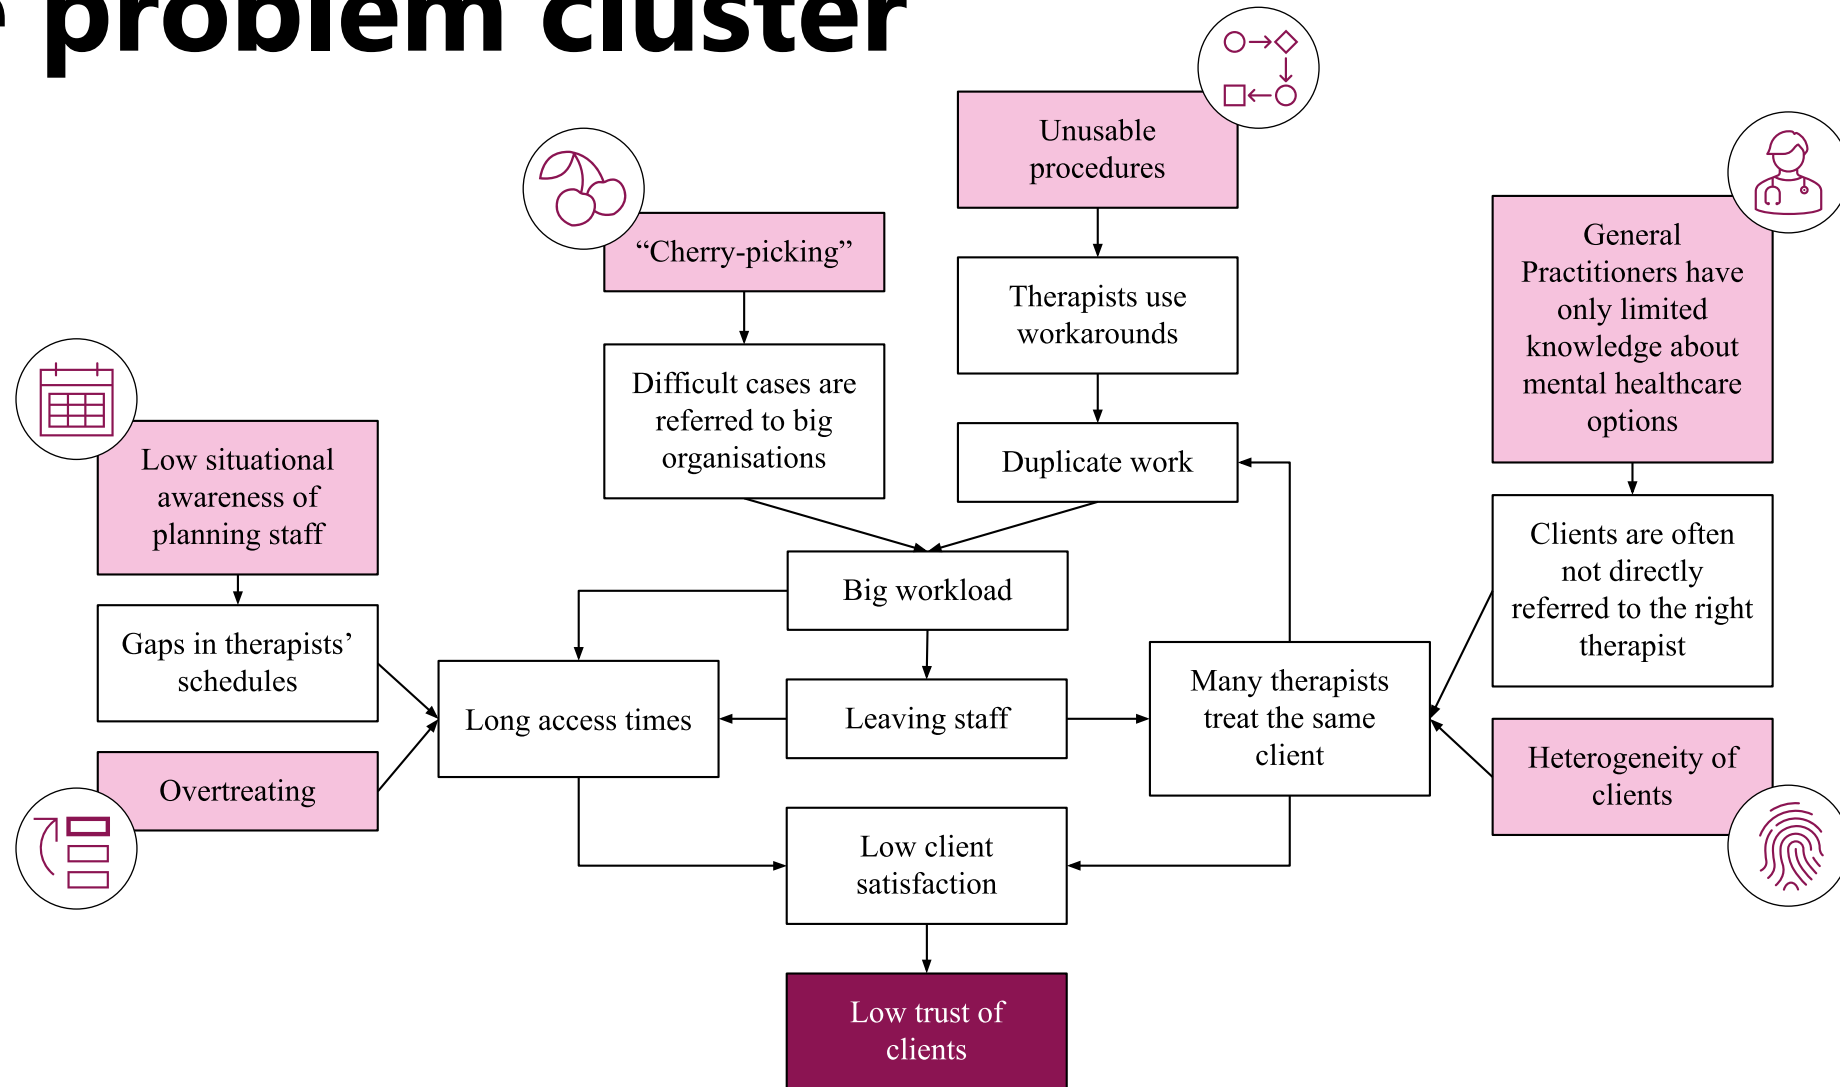 problem cluster
Unusable
procedures
“Cherry-picking”
Therapists use
workarounds
General
Practitioners have
only limited
knowledge about
mental healthcare
options
Difficult cases are
referred to big
organisations
Duplicate work
Low situational
awareness of
planning staff
Clients are often
not directly
referred to the right
therapist
Big workload
Gaps in therapists’
schedules
Long access times
Leaving staff
Many therapists
treat the same
client
Heterogeneity of
clients
Overtreating
Low client
satisfaction
Low trust of
clients